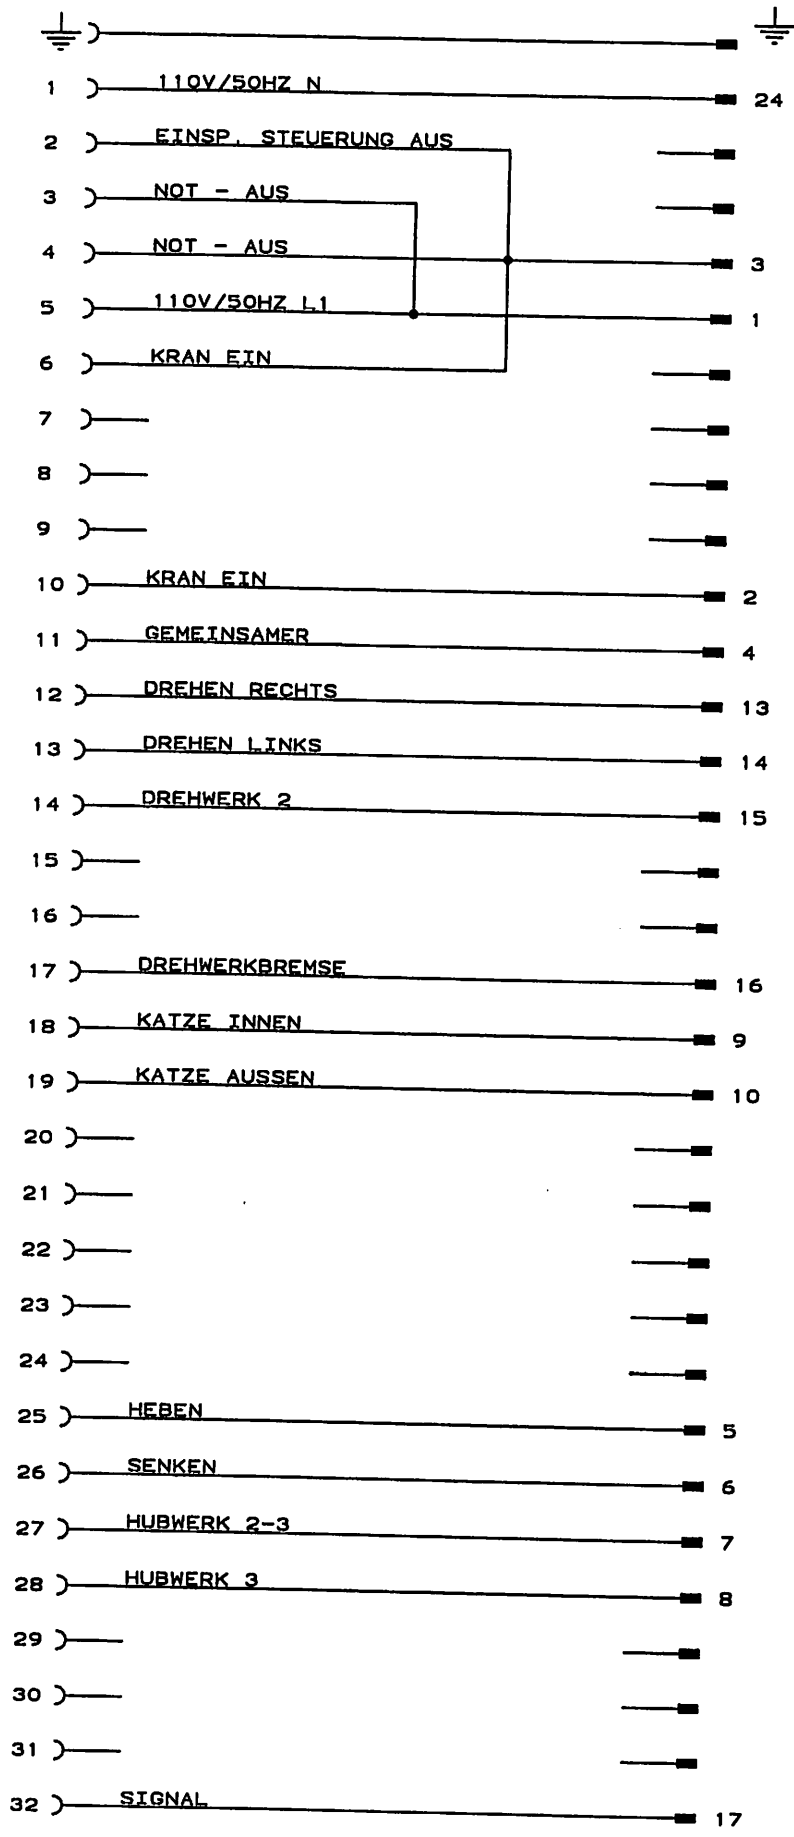 1 110V/50HZ N 24
2 EINSP. STEUERUNG AUS
3 NOT - AUS
4 NOT - AUS 3
5 110V/50HZ L1 1
6 KRAN EIN
7
8
9
10 KRAN EIN 2
11 GEMEINSAMER 4
12 DREHEN RECHTS 13
13 DREHEN LINKS 14
14 DREHWERK 2 15
15
16
17 DREHWERKBREMSE 16
18 KATZE INNEN 9
19 KATZE AUSSEN 10
20
21
22
23
24
25 HEBEN 5
26 SENKEN 6
27 HUBWERK 2-3 7
28 HUBWERK 3 8
29
30
31
32 SIGNAL 17